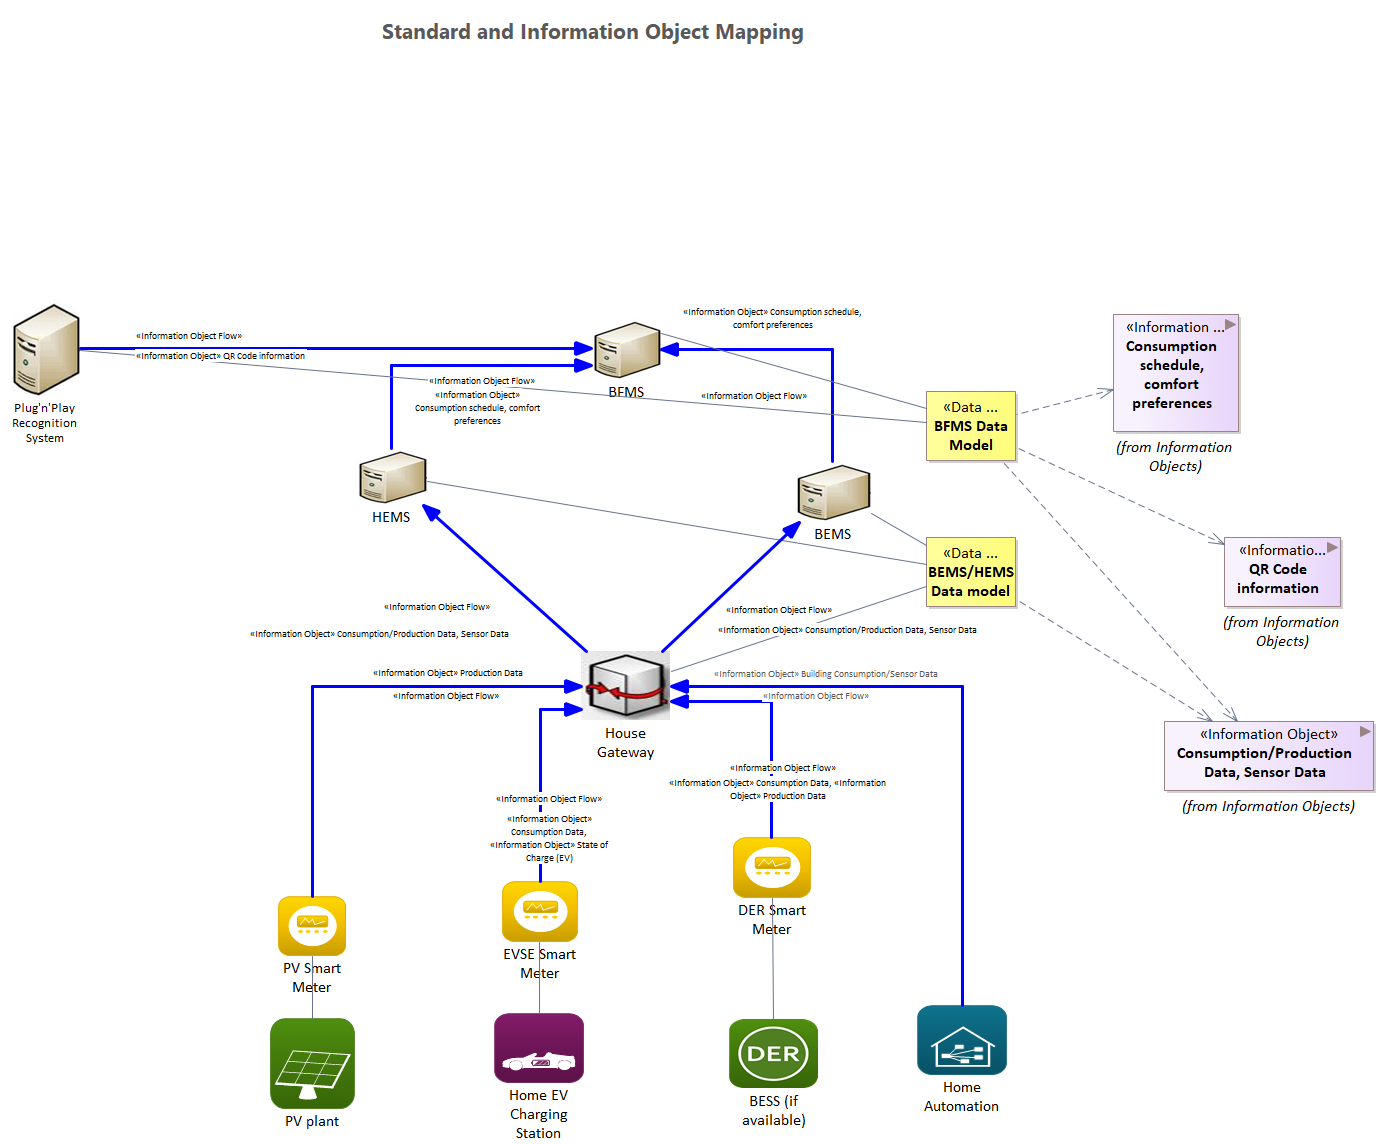 Standard and Information Object Mapping
«Information Object» Consumption schedule,
comfort preferences
«Information ...
Consumption
schedule,
comfort
preferences
(from Information
Objects)
«Information Object Flow»
«Information Object» QR Code information
Plug'n'Play
Recognition
System
BFMS
«Information Object Flow»
«Information Object»
Consumption schedule, comfort
preferences
«Information Object Flow»
«Data ...
BFMS Data
Model
HEMS
BEMS
«Data ...
BEMS/HEMS
Data model
«Informatio...
QR Code
information
(from Information
Objects)
«Information Object Flow»
«Information Object» Consumption/Production Data, Sensor Data
«Information Object Flow»
«Information Object» Consumption/Production Data, Sensor Data
«Information Object» Production Data
«Information Object Flow»
«Information Object» Building Consumption/Sensor Data
«Information Object Flow»
House
Gateway
«Information Object»
Consumption/Production
Data, Sensor Data
(from Information Objects)
«Information Object Flow»
«Information Object» Consumption Data, «Information
Object» Production Data
«Information Object Flow»
«Information Object»
Consumption Data,
«Information Object» State of
Charge (EV)
DER Smart
Meter
EVSE Smart
Meter
PV Smart
Meter
DER
PV plant
Home EV
Charging
Station
BESS (if
available)
Home
Automation